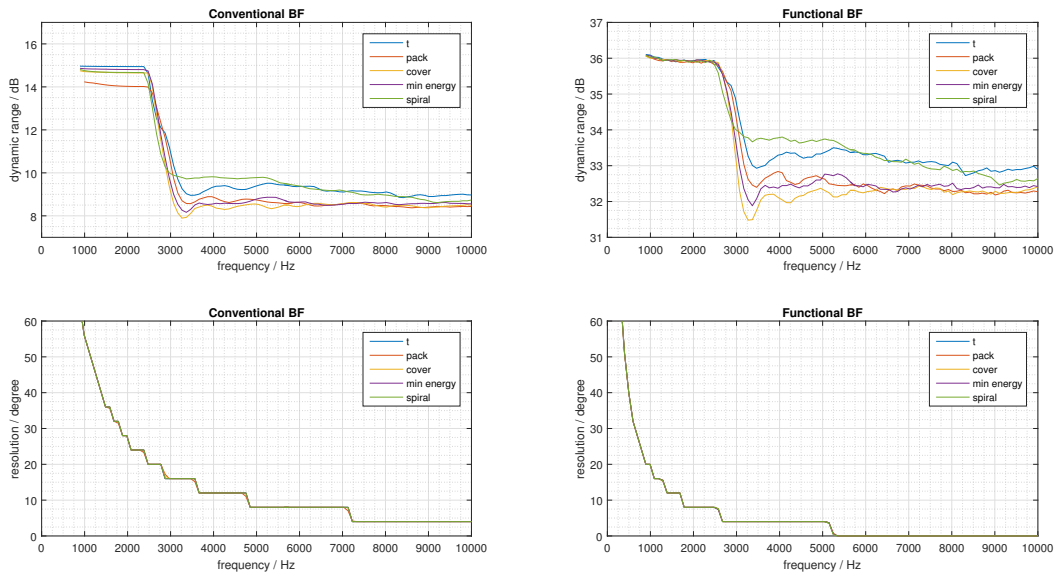 Conventional BF
dynamic range / dB
16
14
12
10
8
t
pack
cover
min energy
spiral
0 1000 2000 3000 4000 5000 6000 7000 8000 9000 10000
frequency / Hz
Functional BF
dynamic range / dB
37
36
35
34
33
32
31
t
pack
cover
min energy
spiral
0 1000 2000 3000 4000 5000 6000 7000 8000 9000 10000
frequency / Hz
Conventional BF
resolution / degree
60
50
40
30
20
10
0
t
pack
cover
min energy
spiral
0 1000 2000 3000 4000 5000 6000 7000 8000 9000 10000
frequency / Hz
Functional BF
resolution / degree
60
50
40
30
20
10
0
t
pack
cover
min energy
spiral
0 1000 2000 3000 4000 5000 6000 7000 8000 9000 10000
frequency / Hz